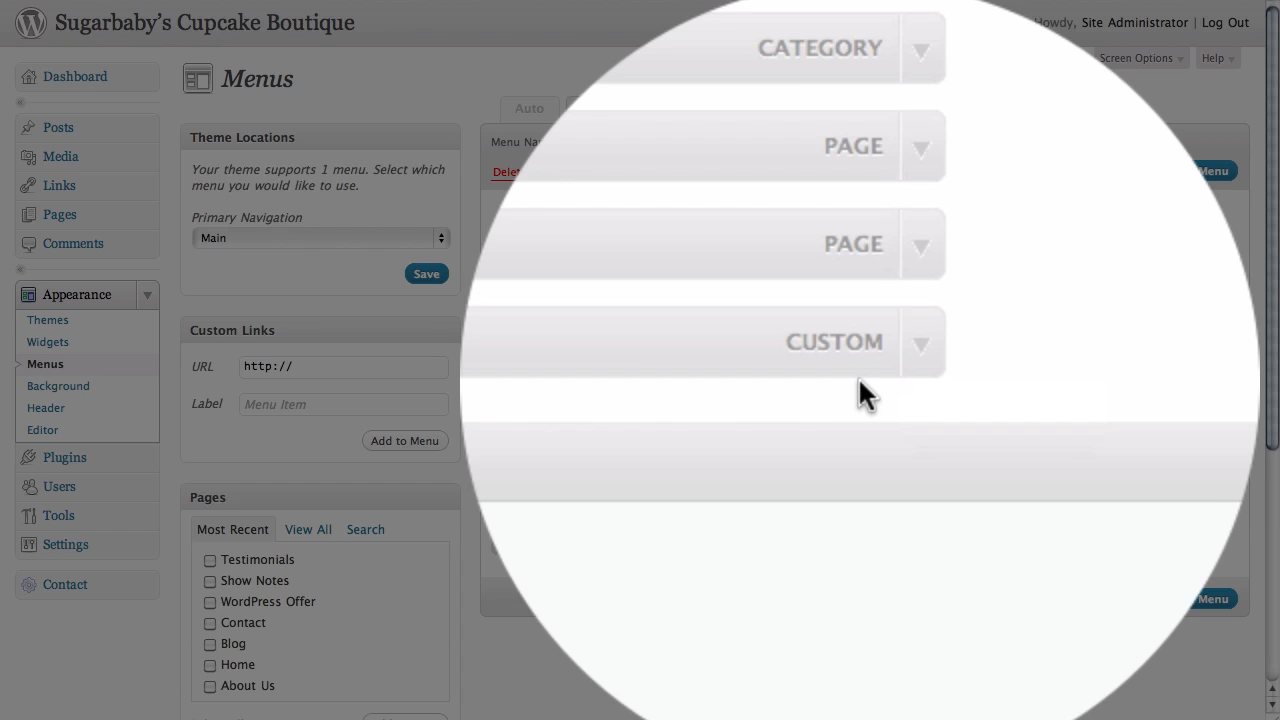 Sugarbaby's Cupcake Boutique
Howdy, Site Administrator | Log Out
Screen Options
Help
Dashboard
Posts
Media
Links
Pages
Comments
Appearance
Themes
Widgets
Menus
Background
Header
Editor
Plugins
Users
Tools
Settings
Contact
Menus
Theme Locations
Your theme supports 1 menu. Select which
menu you would like to use.
Primary Navigation
Main
Save
Custom Links
URL http://
Label Menu Item
Add to Menu
Pages
Most Recent View All Search
Testimonials
Show Notes
WordPress Offer
Contact
Blog
Home
About Us
Auto
Menu Na
Delet
Menu
CATEGORY
PAGE
PAGE
CUSTOM
Menu